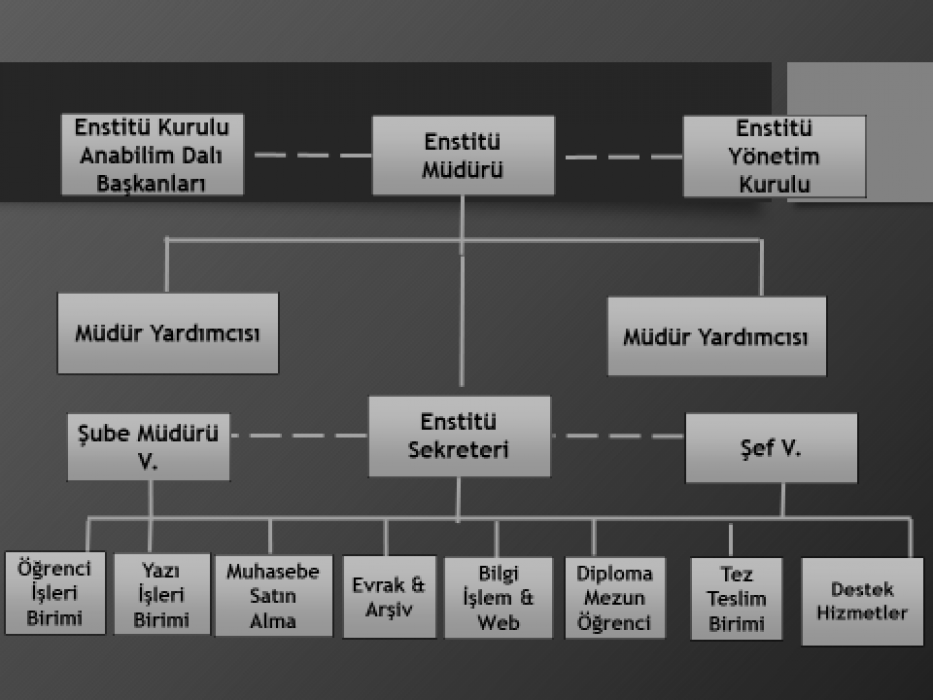 Enstitü Kurulu
Anabilim Dalı
Başkanları
Enstitü
Müdürü
Enstitü
Yönetim
Kurulu
Müdür Yardımcısı
Müdür Yardımcısı
Şube Müdürü
V.
Enstitü
Sekreteri
Şef V.
Öğrenci
İşleri
Birimi
Yazı
İşleri
Birimi
Muhasebe
Satın
Alma
Evrak &
Arşiv
Bilgi
İşlem &
Web
Diploma
Mezun
Öğrenci
Tez
Teslim
Birimi
Destek
Hizmetler